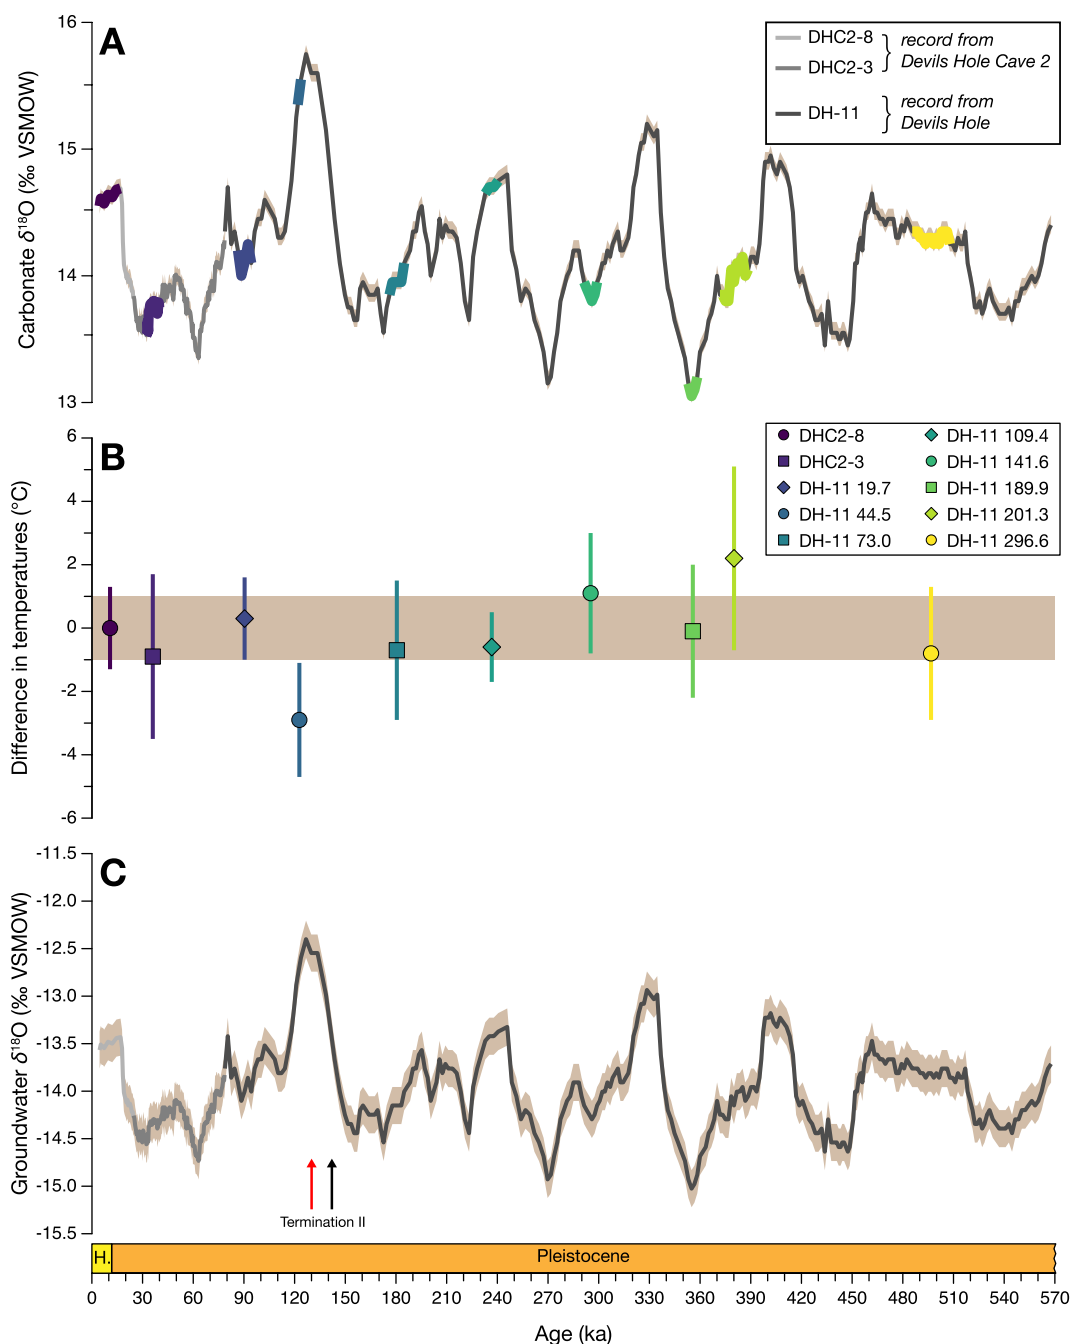 A
16
15
14
13
Carbonate δ18O (‰ VSMOW)
DHC2-8
DHC2-3
record from
Devils Hole Cave 2
DH-11
record from
Devils Hole
B
6
4
2
0
-2
-4
-6
Difference in temperatures (°C)
DHC2-8
DHC2-3
DH-11 19.7
DH-11 44.5
DH-11 73.0
DH-11 109.4
DH-11 141.6
DH-11 189.9
DH-11 201.3
DH-11 296.6
C
-11.5
-12.0
-12.5
-13.0
-13.5
-14.0
-14.5
-15.0
-15.5
Groundwater δ18O (‰ VSMOW)
Termination II
H. Pleistocene
0 30 60 90 120 150 180 210 240 270 300 330 360 390 420 450 480 510 540 570
Age (ka)